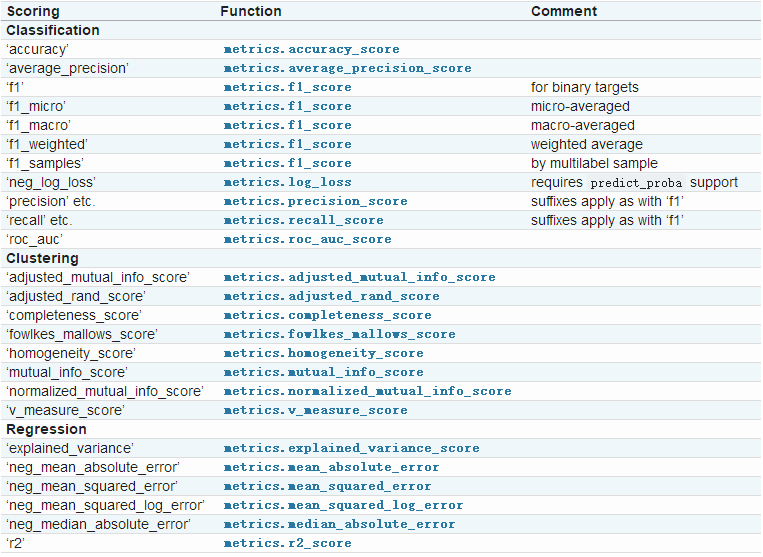 Scoring Function Comment
Classification
‘accuracy’ metrics.accuracy_score
‘average_precision’ metrics.average_precision_score
‘f1’ metrics.f1_score for binary targets
‘f1_micro’ metrics.f1_score micro-averaged
‘f1_macro’ metrics.f1_score macro-averaged
‘f1_weighted’ metrics.f1_score weighted average
‘f1_samples’ metrics.f1_score by multilabel sample
‘neg_log_loss’ metrics.log_loss requires predict_proba support
‘precision’ etc. metrics.precision_score suffixes apply as with ‘f1’
‘recall’ etc. metrics.recall_score suffixes apply as with ‘f1’
‘roc_auc’ metrics.roc_auc_score
Clustering
‘adjusted_mutual_info_score’ metrics.adjusted_mutual_info_score
‘adjusted_rand_score’ metrics.adjusted_rand_score
‘completeness_score’ metrics.completeness_score
‘fowlkes_mallows_score’ metrics.fowlkes_mallows_score
‘homogeneity_score’ metrics.homogeneity_score
‘mutual_info_score’ metrics.mutual_info_score
‘normalized_mutual_info_score’ metrics.normalized_mutual_info_score
‘v_measure_score’ metrics.v_measure_score
Regression
‘explained_variance’ metrics.explained_variance_score
‘neg_mean_absolute_error’ metrics.mean_absolute_error
‘neg_mean_squared_error’ metrics.mean_squared_error
‘neg_mean_squared_log_error’ metrics.mean_squared_log_error
‘neg_median_absolute_error’ metrics.median_absolute_error
‘r2’ metrics.r2_score